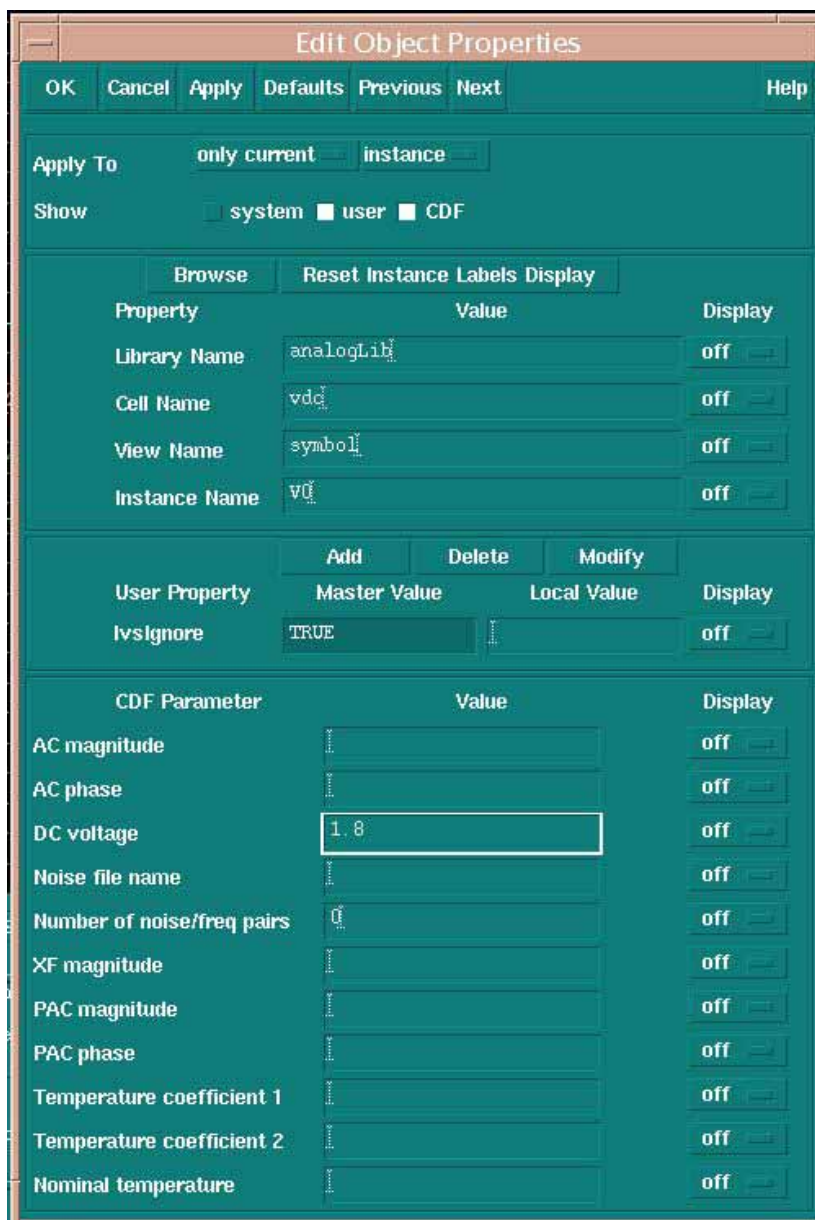 Edit Object Properties
OK Cancel Apply Defaults Previous Next Help
Apply To only current instance
Show system user CDF
Browse Reset Instance Labels Display
Property Value Display
Library Name analogLib off
Cell Name vdc off
View Name symbol off
Instance Name V0 off
Add Delete Modify
User Property Master Value Local Value Display
lvsIgnore TRUE off
CDF Parameter Value Display
AC magnitude off
AC phase off
DC voltage 1.8 off
Noise file name off
Number of noise/freq pairs 0 off
XF magnitude off
PAC magnitude off
PAC phase off
Temperature coefficient 1 off
Temperature coefficient 2 off
Nominal temperature off